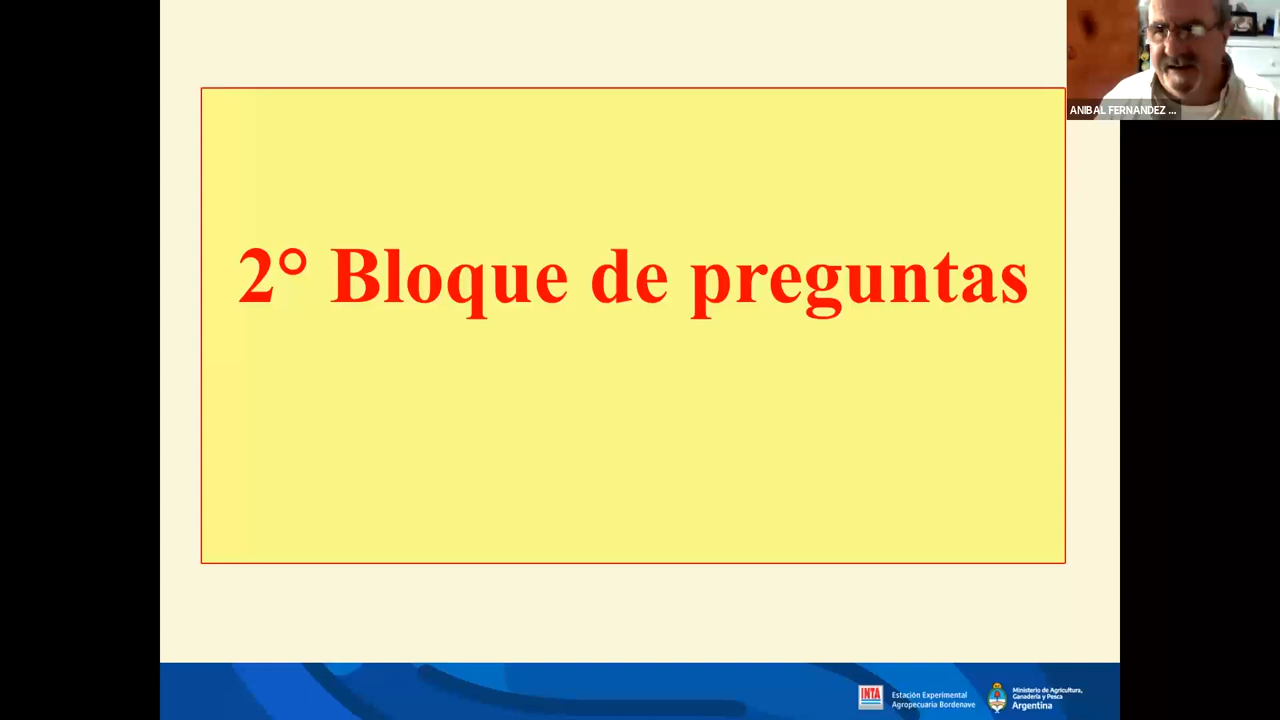 ANIBAL FERNANDEZ ...
2° Bloque de preguntas
INTA
Estación Experimental
Agropecuaria Bordenave
Ministerio de Agricultura,
Ganadería y Pesca
Argentina